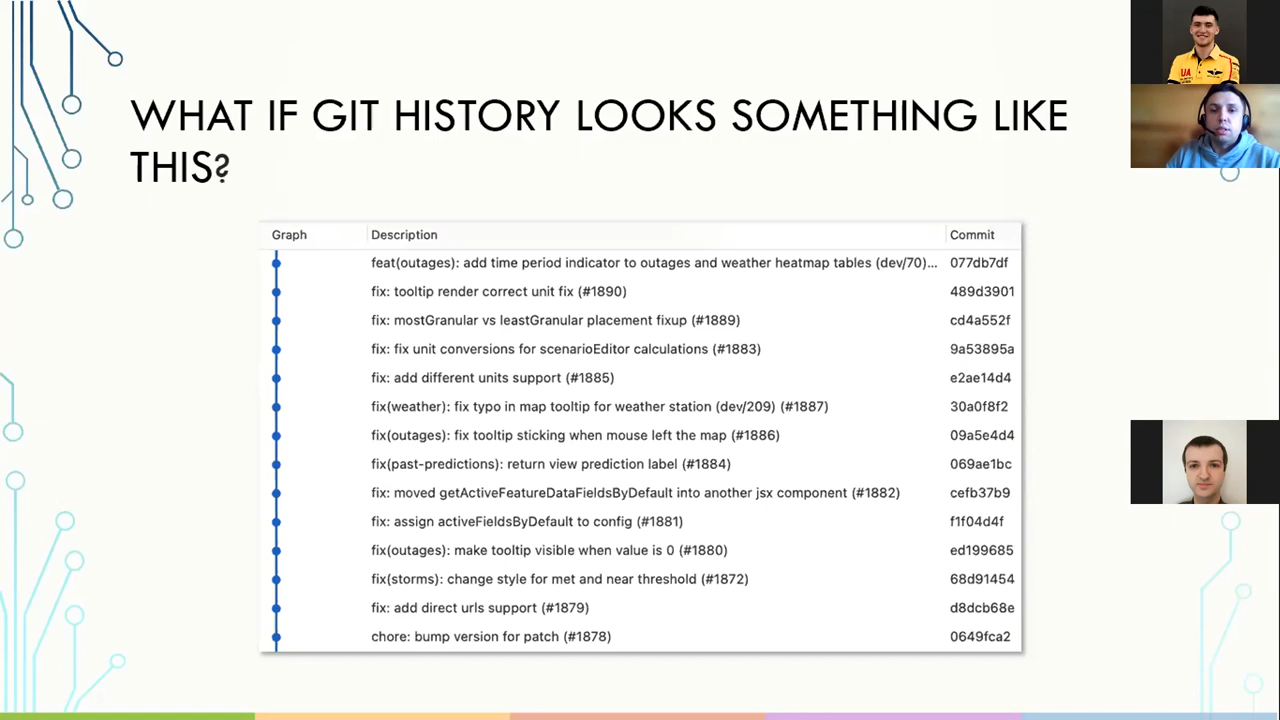 WHAT IF GIT HISTORY LOOKS SOMETHING LIKE
THIS?
Graph Description Commit
feat(outages): add time period indicator to outages and weather heatmap tables (dev/70)... 077db7df
fix: tooltip render correct unit fix (#1890) 489d3901
fix: mostGranular vs leastGranular placement fixup (#1889) cd4a552f
fix: fix unit conversions for scenarioEditor calculations (#1883) 9a53895a
fix: add different units support (#1885) e2ae14d4
fix(weather): fix typo in map tooltip for weather station (dev/209) (#1887) 30a0f8f2
fix(outages): fix tooltip sticking when mouse left the map (#1886) 09a5e4d4
fix(past-predictions): return view prediction label (#1884) 069ae1bc
fix: moved getActiveFeatureDataFieldsByDefault into another jsx component (#1882) cefb37b9
fix: assign activeFieldsByDefault to config (#1881) f1f04d4f
fix(outages): make tooltip visible when value is 0 (#1880) ed199685
fix(storms): change style for met and near threshold (#1872) 68d91454
fix: add direct urls support (#1879) d8dcb68e
chore: bump version for patch (#1878) 0649fca2
UA